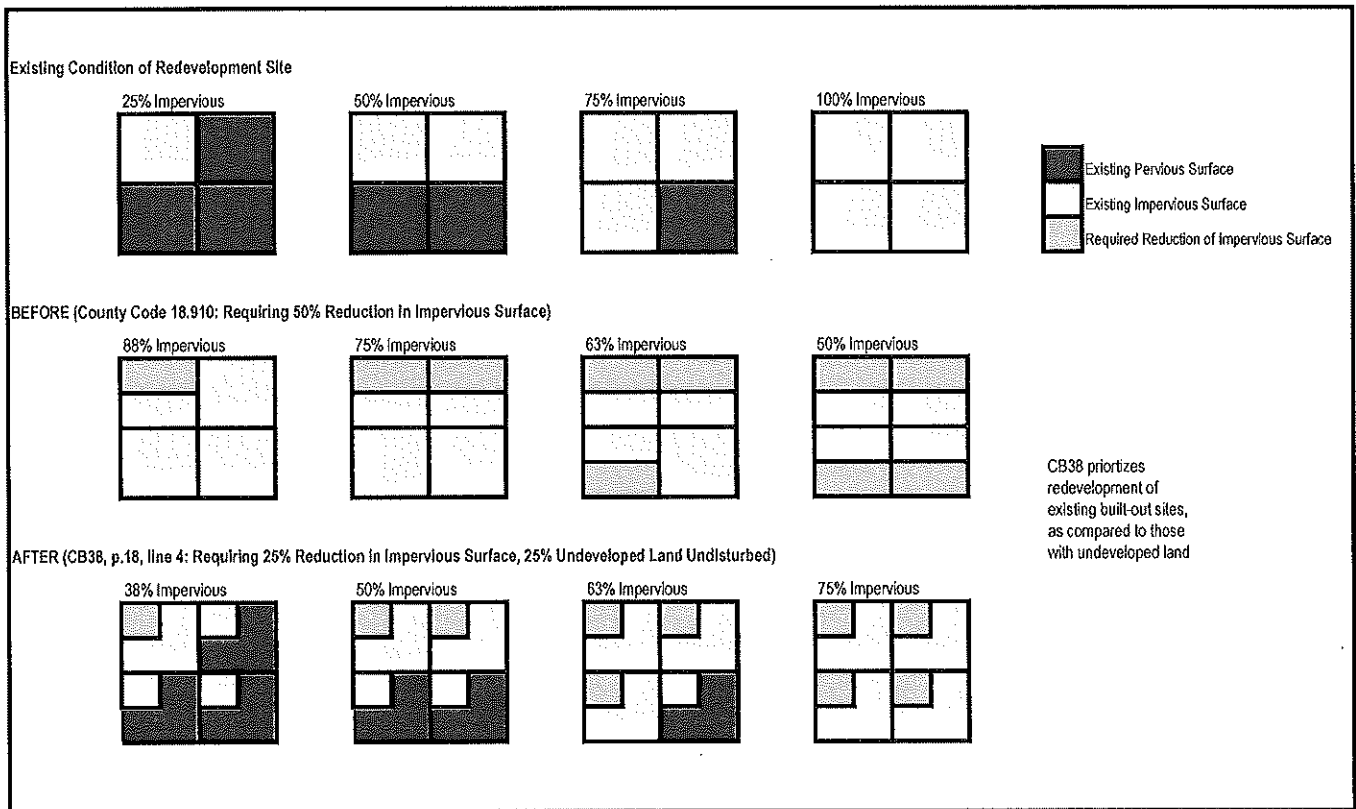 Existing Condition of Redevelopment Site
25% Impervious
50% Impervious
75% Impervious
100% Impervious
Existing Pervious Surface
Existing Impervious Surface
Required Reduction of Impervious Surface
BEFORE (County Code 18.910: Requiring 50% Reduction in Impervious Surface)
88% Impervious
75% Impervious
63% Impervious
50% Impervious
CB38 priortizes
redevelopment of
existing built-out sites,
as compared to those
with undeveloped land
AFTER (CB38, p.18, line 4: Requiring 25% Reduction in Impervious Surface, 25% Undeveloped Land Undisturbed)
38% Impervious
50% Impervious
63% Impervious
75% Impervious